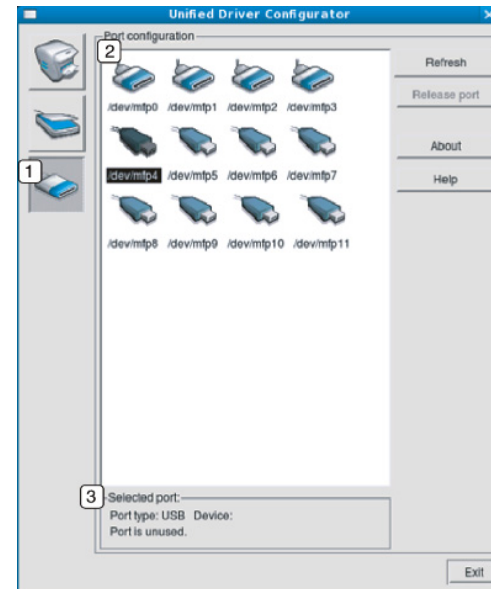 Unified Driver Configurator
Port configuration
2
/dev/mfp0 /dev/mfp1 /dev/mfp2 /dev/mfp3
Refresh
Release port
1
/dev/mfp4 /dev/mfp5 /dev/mfp6 /dev/mfp7
About
Help
/dev/mfp8 /dev/mfp9 /dev/mfp10 /dev/mfp11
3
Selected port:
Port type: USB Device:
Port is unused.
Exit